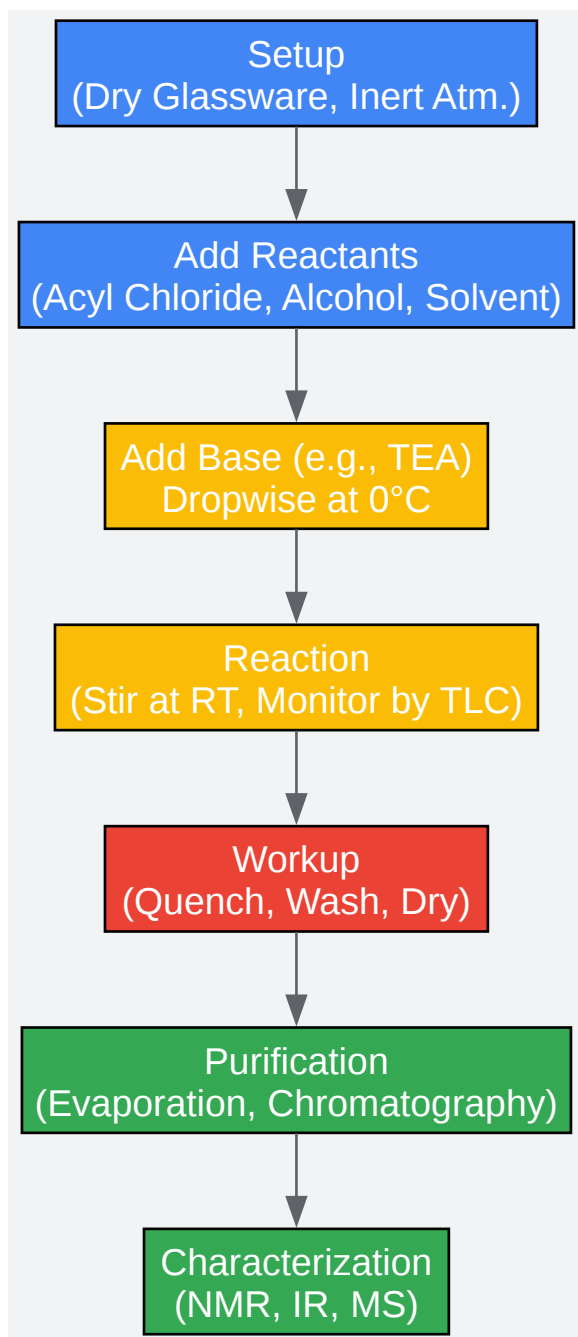 Setup
(Dry Glassware, Inert Atm.)
Add Reactants
(Acyl Chloride, Alcohol, Solvent)
Add Base (e.g., TEA)
Dropwise at 0°C
Reaction
(Stir at RT, Monitor by TLC)
Workup
(Quench, Wash, Dry)
Purification
(Evaporation, Chromatography)
Characterization
(NMR, IR, MS)